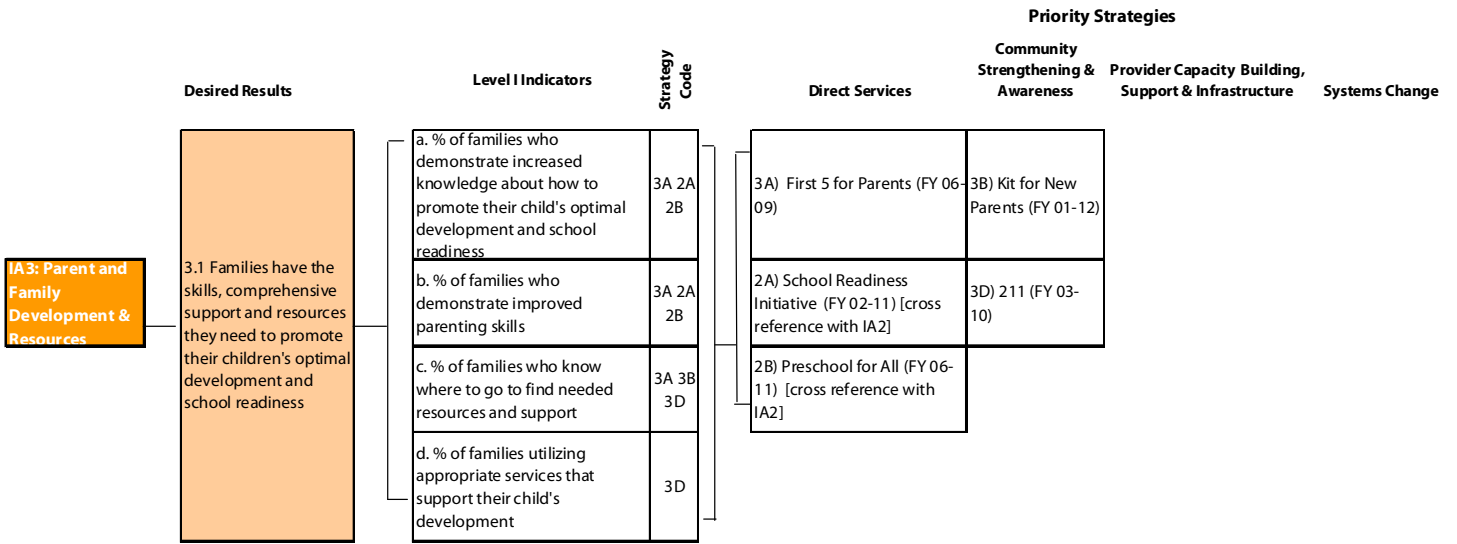 Priority Strategies
Desired Results
Level I Indicators
Strategy
Code
Direct Services
Community
Strengthening &
Awareness
Provider Capacity Building,
Support & Infrastructure
Systems Change
IA3: Parent and
Family
Development &
Resources
3.1 Families have the
skills, comprehensive
support and resources
they need to promote
their children's optimal
development and
school readiness
a. % of families who
demonstrate increased
knowledge about how to
promote their child's optimal
development and school
readiness
3A 2A
2B
b. % of families who
demonstrate improved
parenting skills
3A 2A
2B
c. % of families who know
where to go to find needed
resources and support
3A 3B
3D
d. % of families utilizing
appropriate services that
support their child's
development
3D
3A) First 5 for Parents (FY 06-
09)
3B) Kit for New
Parents (FY 01-12)
2A) School Readiness
Initiative (FY 02-11) [cross
reference with IA2]
3D) 211 (FY 03-
10)
2B) Preschool for All (FY 06-
11) [cross reference with
IA2]